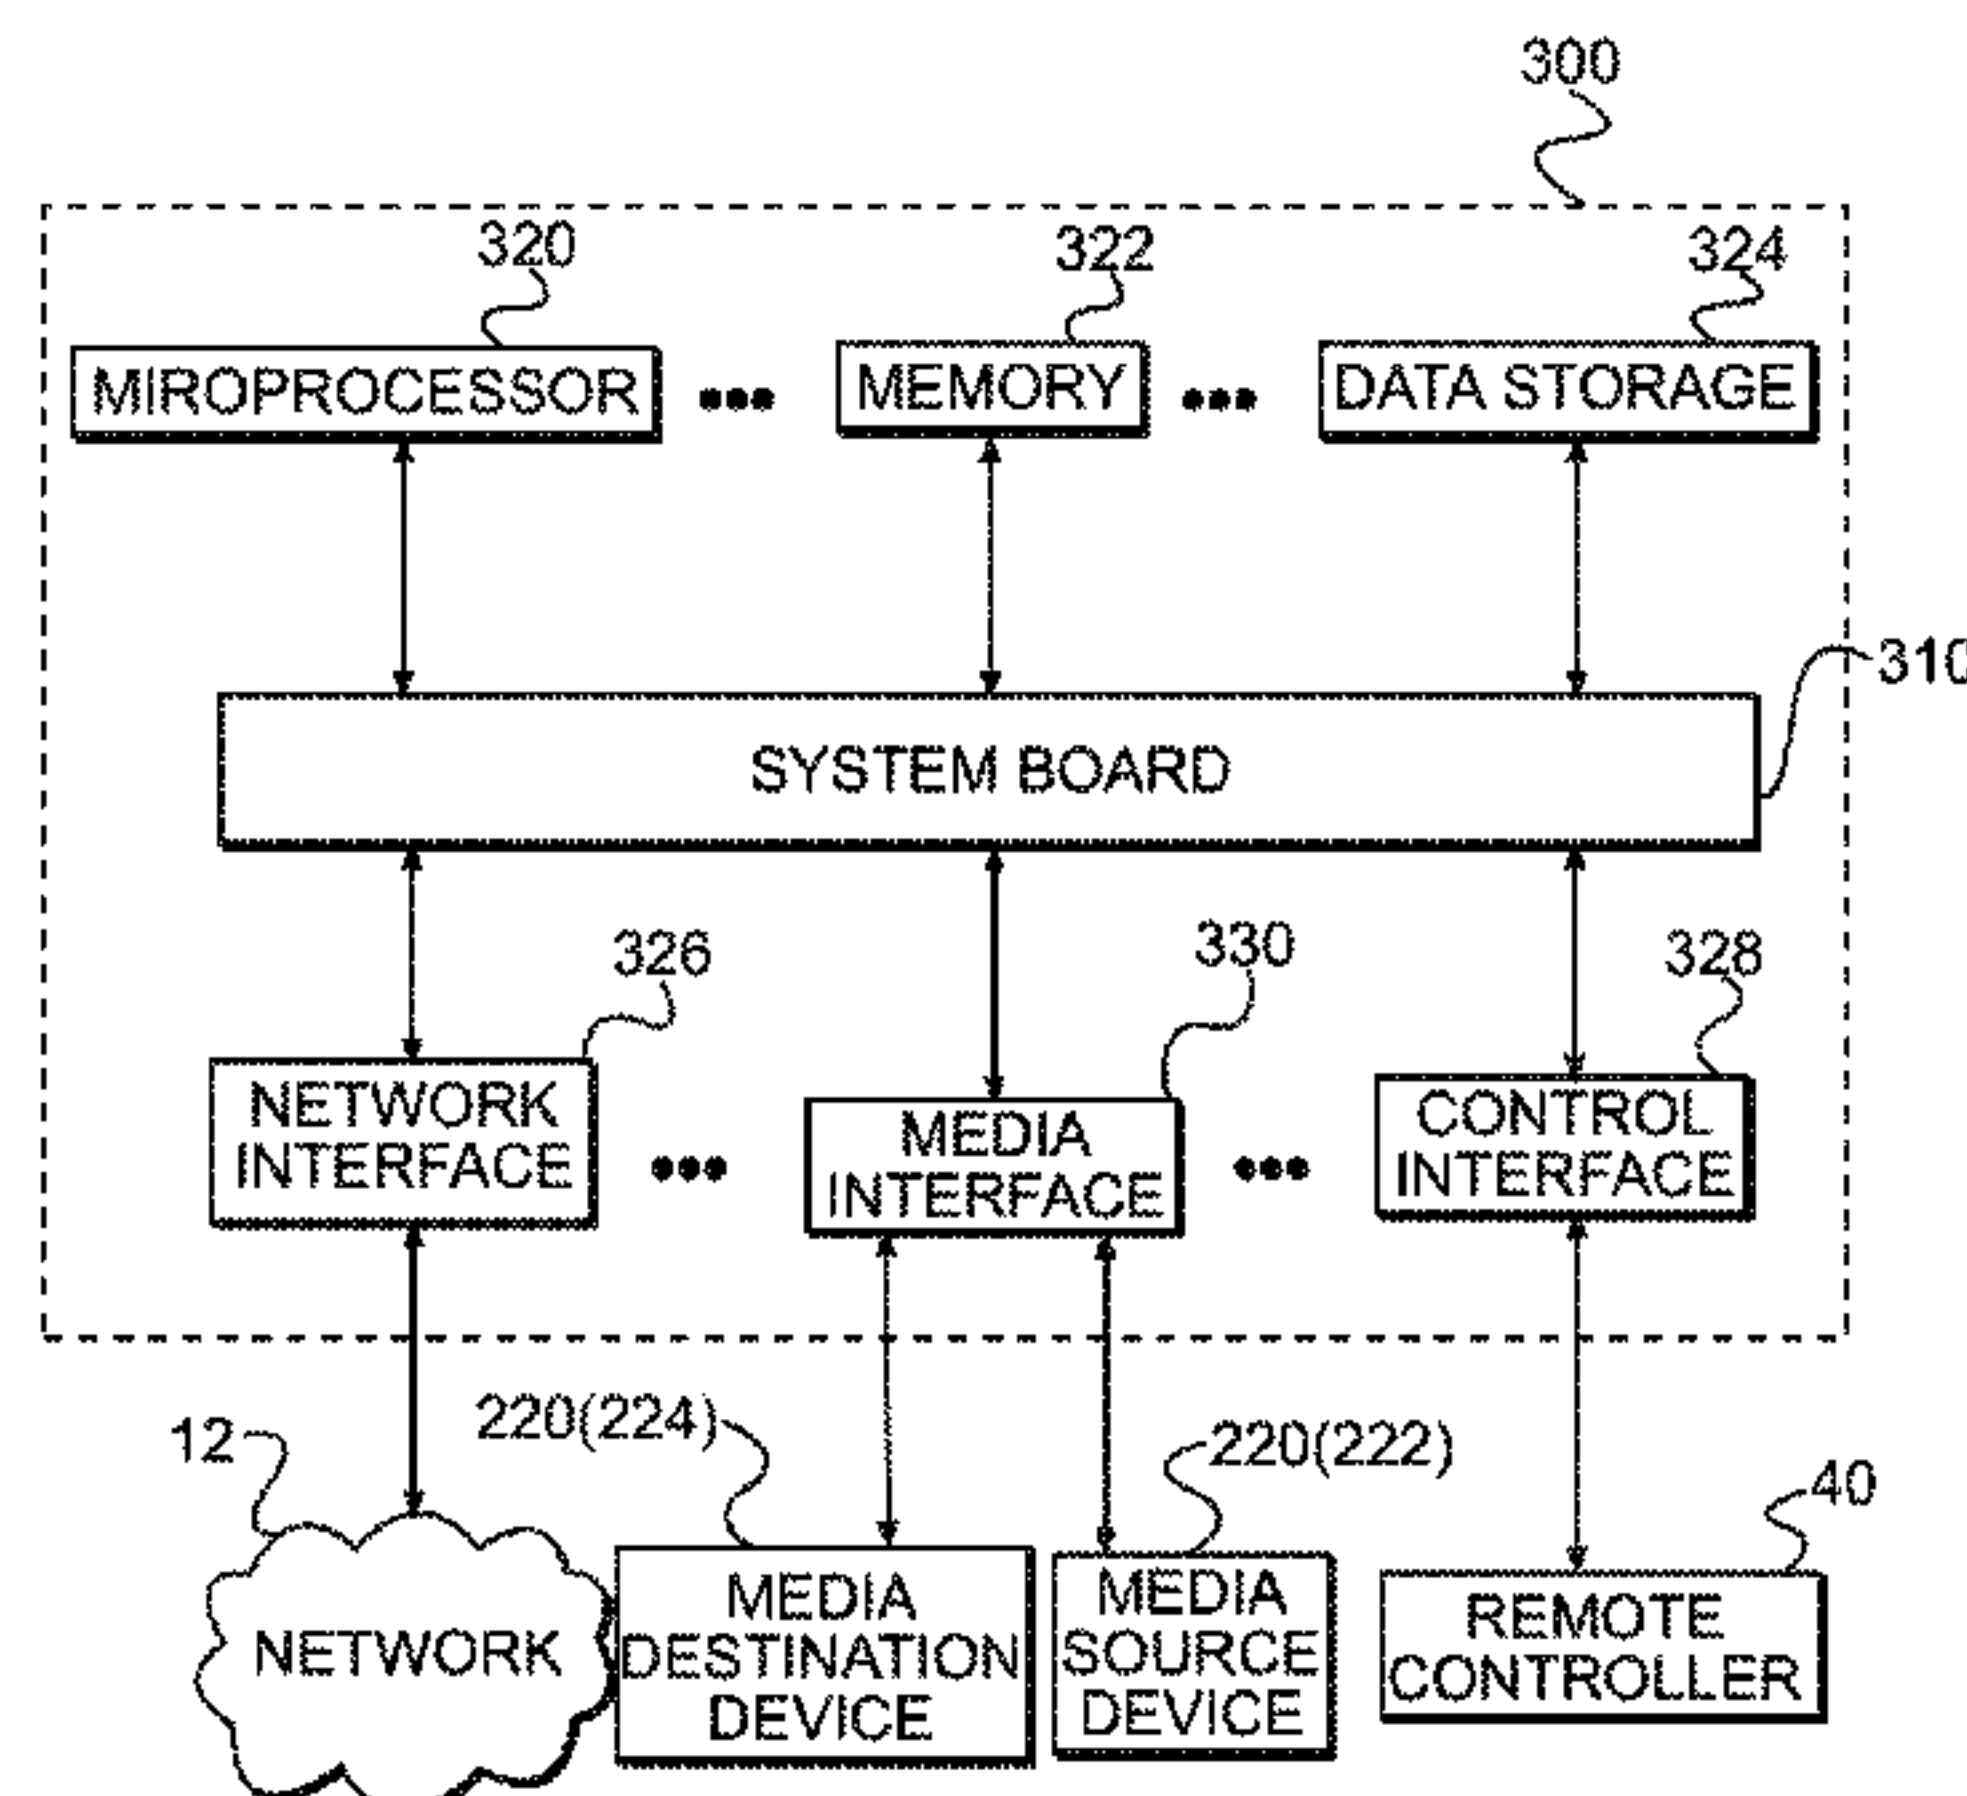 300
320
322
324
MIROPROCESSOR
MEMORY
DATA STORAGE
310
SYSTEM BOARD
326
330
328
NETWORK
INTERFACE
MEDIA
INTERFACE
CONTROL
INTERFACE
12
220(224)
220(222)
40
NETWORK
MEDIA
DESTINATION
DEVICE
MEDIA
SOURCE
DEVICE
REMOTE
CONTROLLER